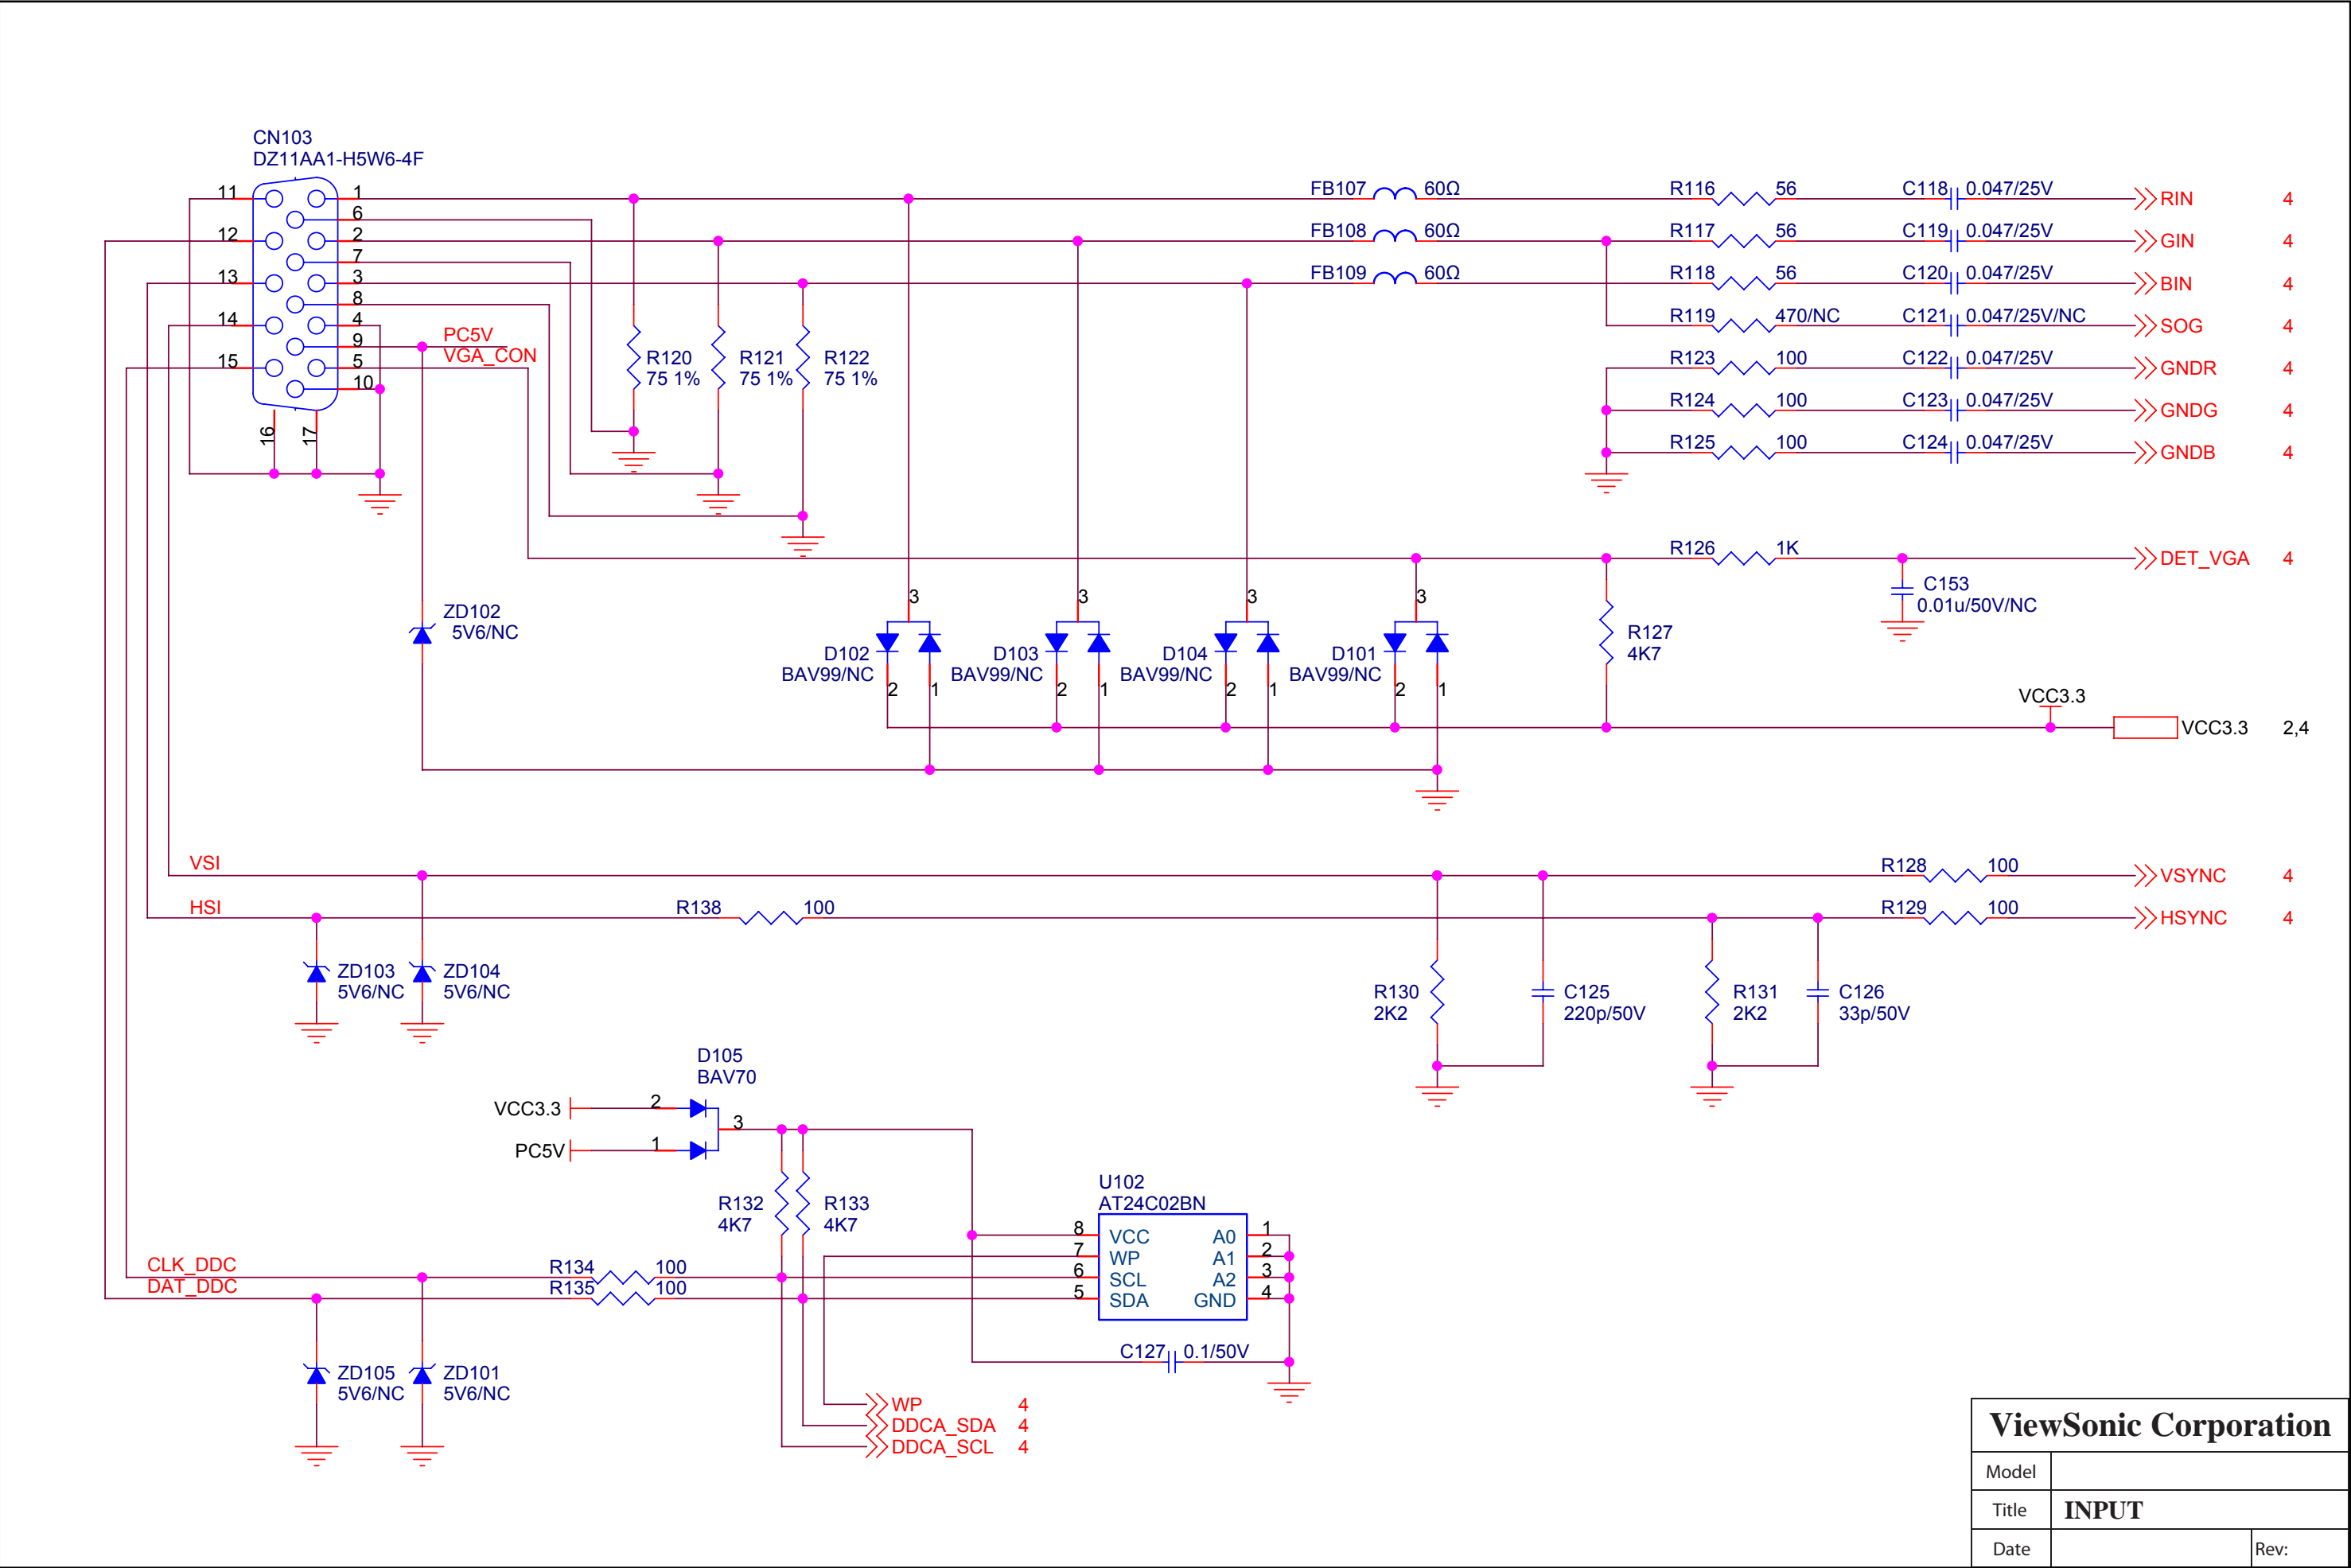 CN103
DZ11AA1-H5W6-4F
11 1
6
12 2
7
13 3
8
14 4
9
15 5
10
16 17
PC5V
VGA_CON
FB107 60Ω R116 56 C118 0.047/25V RIN 4
FB108 60Ω R117 56 C119 0.047/25V GIN 4
FB109 60Ω R118 56 C120 0.047/25V BIN 4
R119 470/NC C121 0.047/25V/NC SOG 4
R123 100 C122 0.047/25V GNDR 4
R124 100 C123 0.047/25V GNDG 4
R125 100 C124 0.047/25V GNDB 4
R120 R121 R122
75 1% 75 1% 75 1%
R126 1K DET_VGA 4
C153
0.01u/50V/NC
ZD102
5V6/NC
3 3 3 3
R127
4K7
D102 D103 D104 D101
BAV99/NC BAV99/NC BAV99/NC BAV99/NC
2 1 2 1 2 1 2 1
VCC3.3
VCC3.3 2,4
VSI R128 100 VSYNC 4
HSI R138 100 R129 100 HSYNC 4
ZD103 ZD104
5V6/NC 5V6/NC
R130 C125 R131 C126
2K2 220p/50V 2K2 33p/50V
D105
BAV70
VCC3.3 2
3
PC5V 1
R132 R133
4K7 4K7
U102
AT24C02BN
8 VCC A0 1
7 WP A1 2
6 SCL A2 3
5 SDA GND 4
CLK_DDC R134 100
DAT_DDC R135 100
C127 0.1/50V
ZD105 ZD101
5V6/NC 5V6/NC
WP 4
DDCA_SDA 4
DDCA_SCL 4
ViewSonic Corporation
Model
Title INPUT
Date Rev: